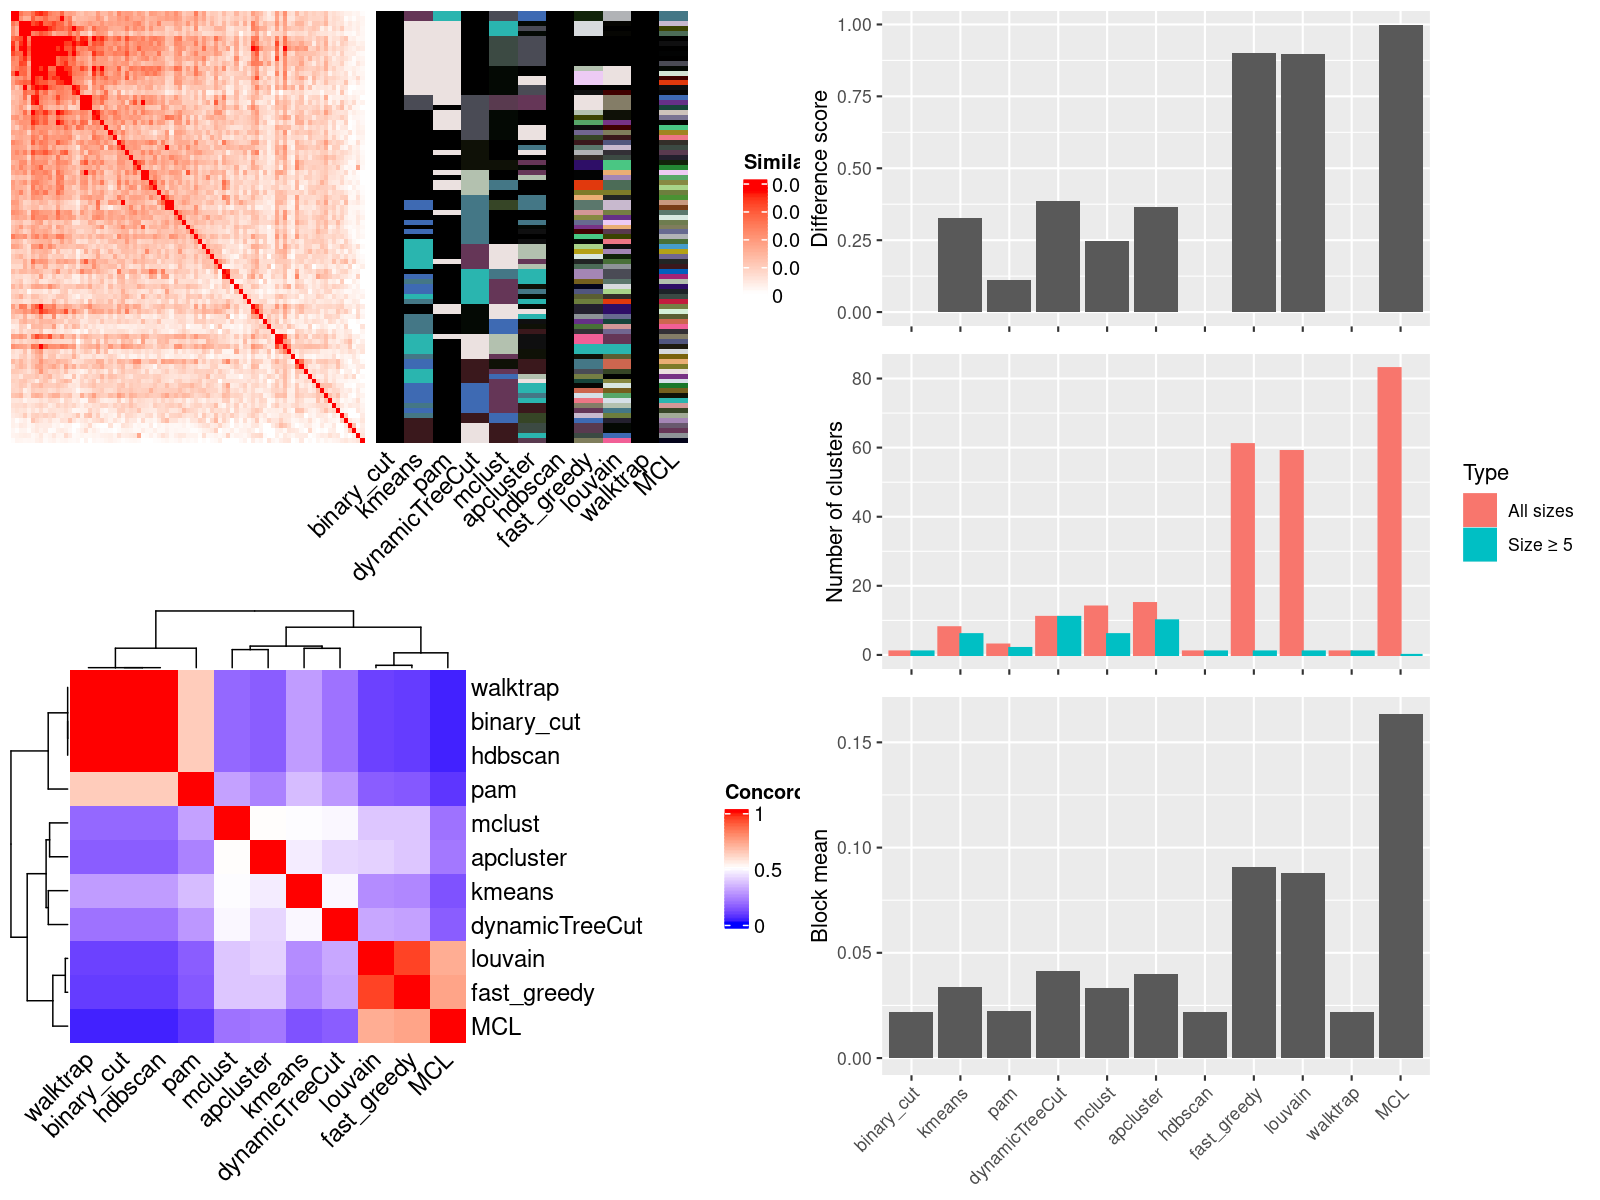 Simila
0.0
0.0
0.0
0.0
0
binary_cut
kmeans
pam
dynamicTreeCut
mclust
apcluster
hdbscan
fast_greedy
louvain
walktrap
MCL
walktrap
binary_cut
hdbscan
pam
mclust
apcluster
kmeans
dynamicTreeCut
louvain
fast_greedy
MCL
walktrap
binary_cut
hdbscan
pam
mclust
apcluster
kmeans
dynamicTreeCut
louvain
fast_greedy
MCL
Concord
1
0.5
0
Difference score
1.00
0.75
0.50
0.25
0.00
Number of clusters
80
60
40
20
0
Type
All sizes
Size ≥ 5
Block mean
0.15
0.10
0.05
0.00
binary_cut
kmeans
pam
dynamicTreeCut
mclust
apcluster
hdbscan
fast_greedy
louvain
walktrap
MCL